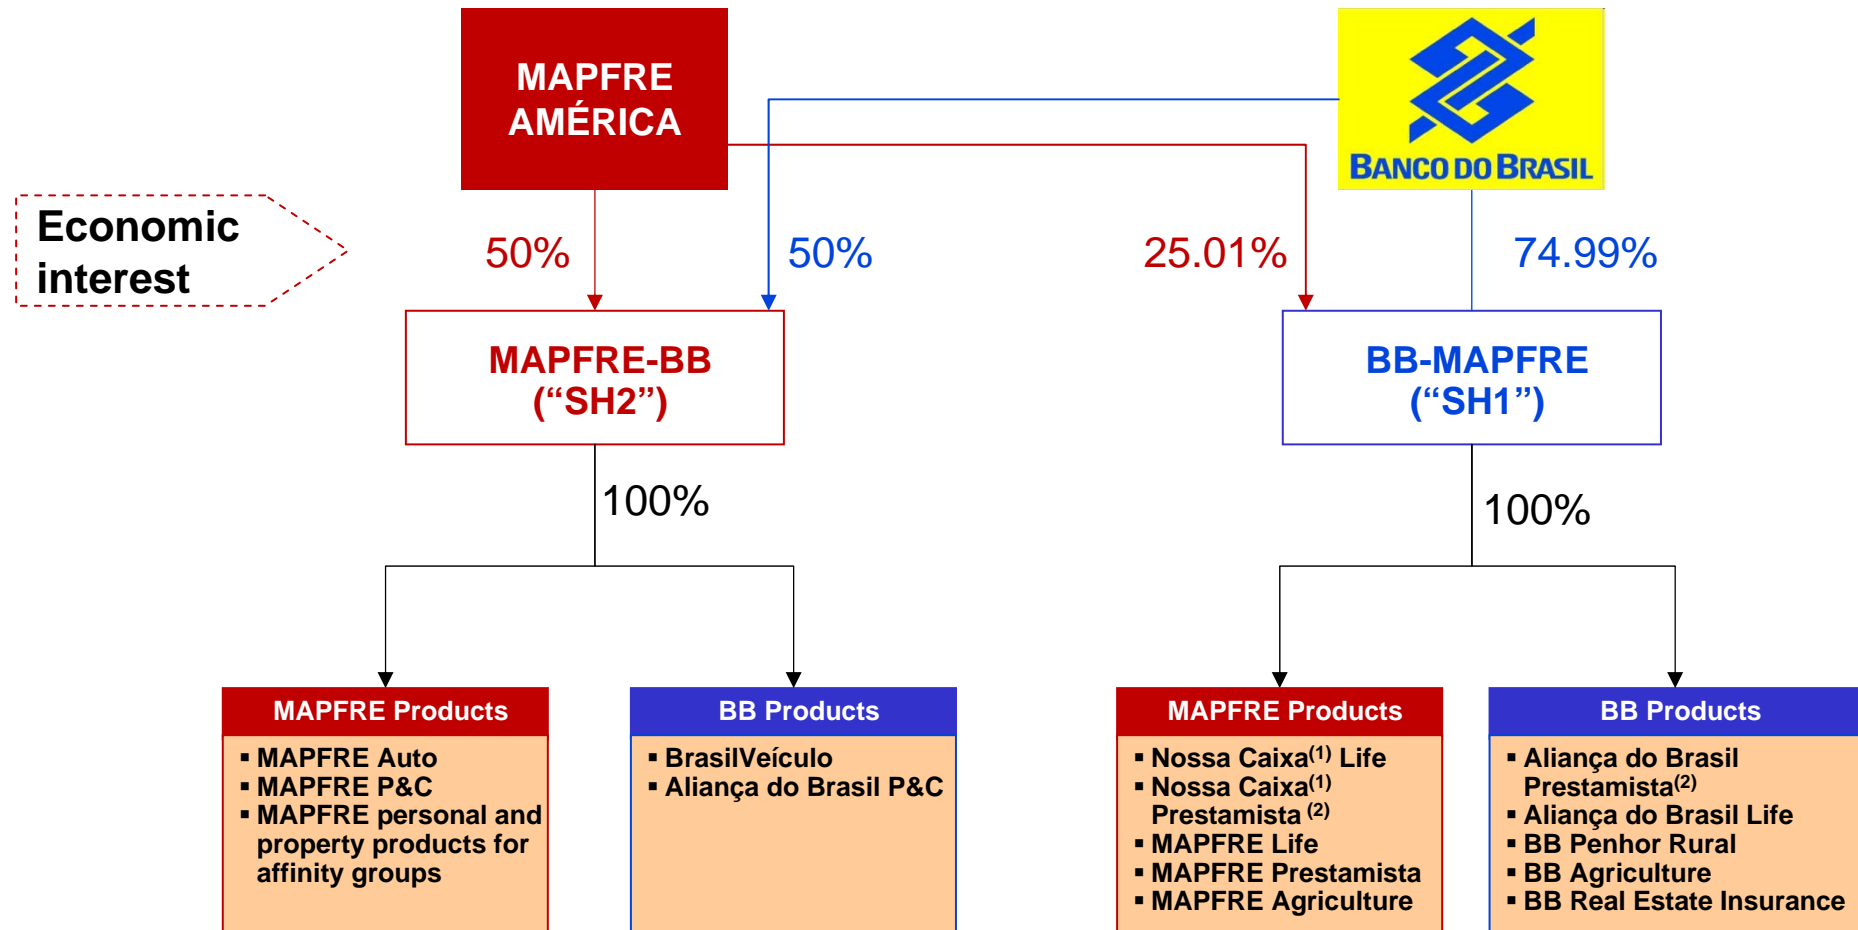 MAPFRE
AMÉRICA
BANCO DO BRASIL
Economic
interest
50%
50%
25.01%
74.99%
MAPFRE-BB
(“SH2”)
BB-MAPFRE
(“SH1”)
100%
100%
MAPFRE Products
▪ MAPFRE Auto
▪ MAPFRE P&C
▪ MAPFRE personal and
property products for
affinity groups
BB Products
▪ BrasilVeículo
▪ Aliança do Brasil P&C
MAPFRE Products
▪ Nossa Caixa(1) Life
▪ Nossa Caixa(1)
Prestamista (2)
▪ MAPFRE Life
▪ MAPFRE Prestamista
▪ MAPFRE Agriculture
BB Products
▪ Aliança do Brasil
Prestamista(2)
▪ Aliança do Brasil Life
▪ BB Penhor Rural
▪ BB Agriculture
▪ BB Real Estate Insurance